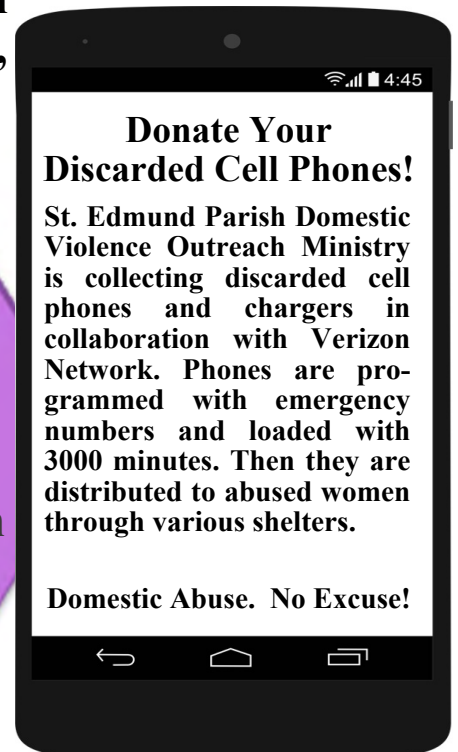 4:45
Donate Your
Discarded Cell Phones!
St. Edmund Parish Domestic
Violence Outreach Ministry
is collecting discarded cell
phones and chargers in
collaboration with Verizon
Network. Phones are pro-
grammed with emergency
numbers and loaded with
3000 minutes. Then they are
distributed to abused women
through various shelters.
Domestic Abuse. No Excuse!